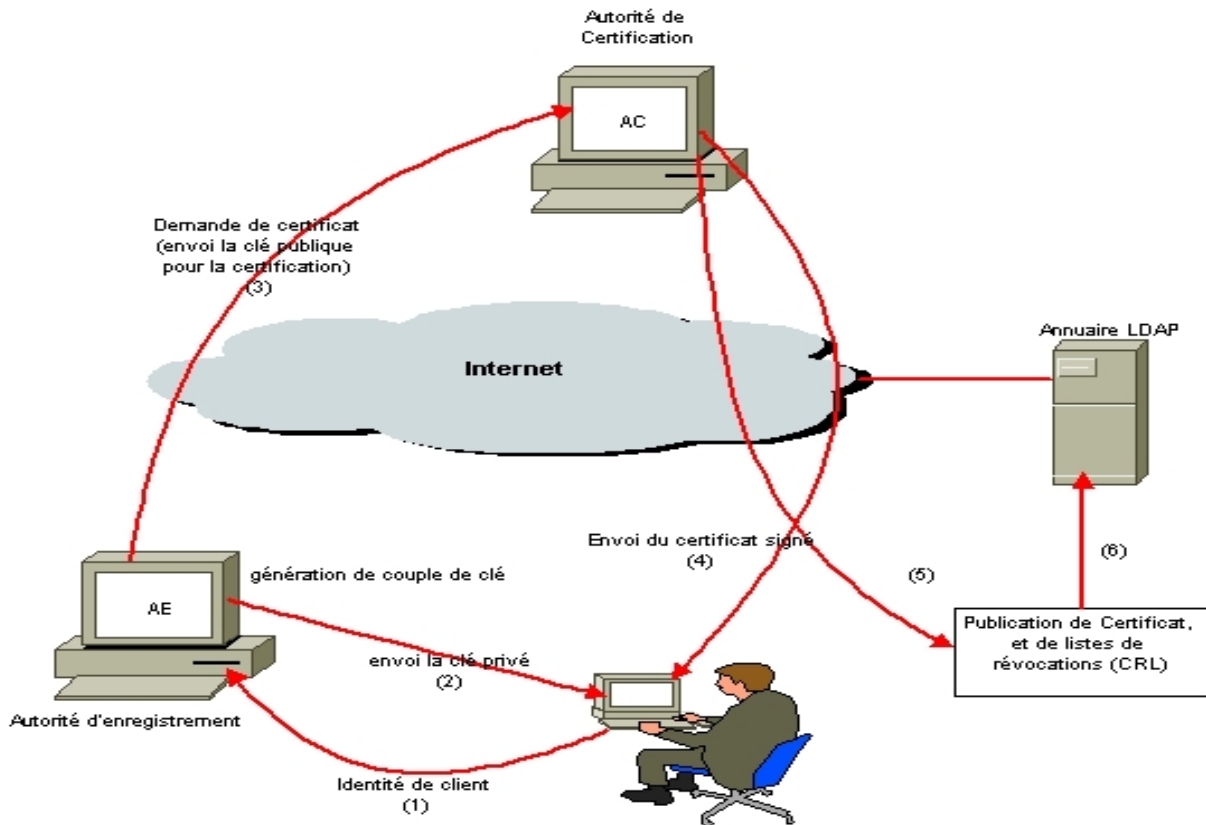 Autorité de
Certification
AC
Demande de certificat
(envoi la clé publique
pour la certification)
(3)
Internet
Annuaire LDAP
Envoi du certificat signé
(4)
(5)
(6)
génération de couple de clé
AE
envoi la clé privé
(2)
Publication de Certificat,
et de listes de
révocations (CRL)
Autorité d'enregistrement
Identité de client
(1)